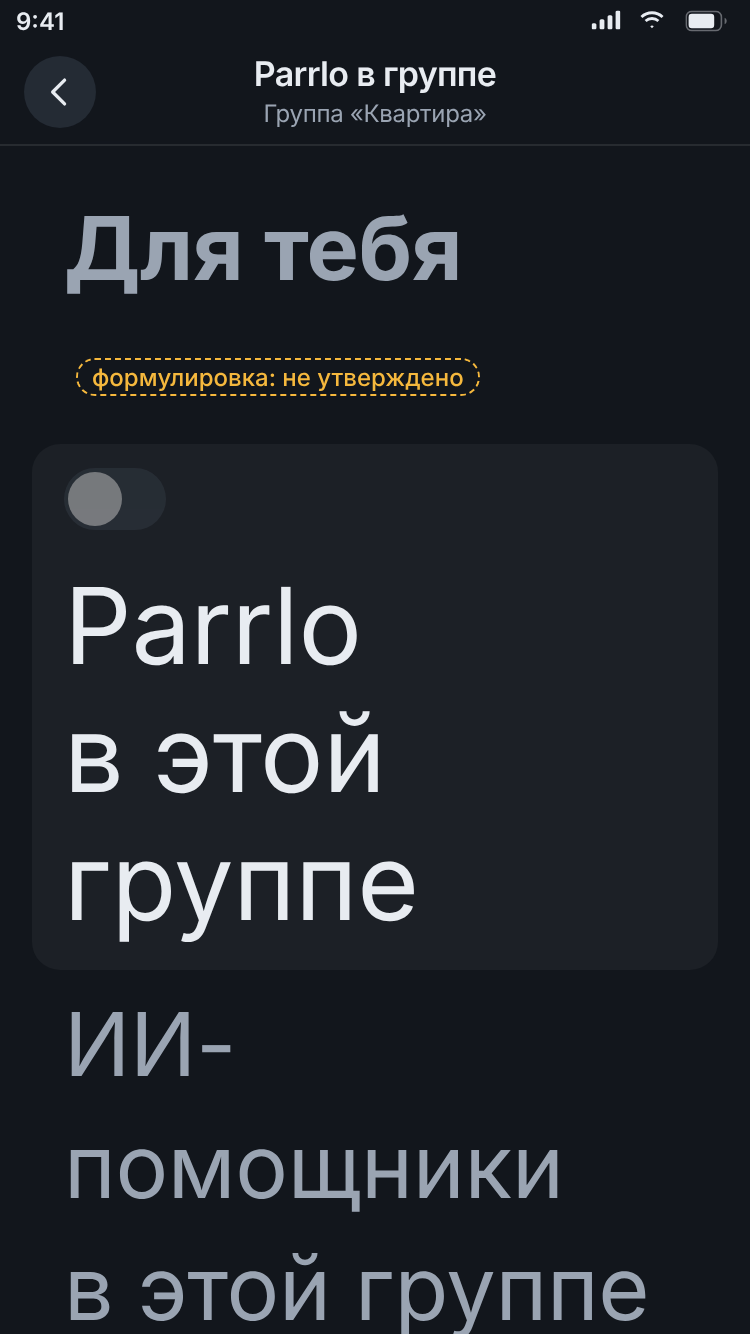 9:41
Parrlo в группе
Группа «Квартира»
Для тебя
формулировка: не утверждено
Parrlo
в этой
группе
ИИ-
помощники
в этой группе